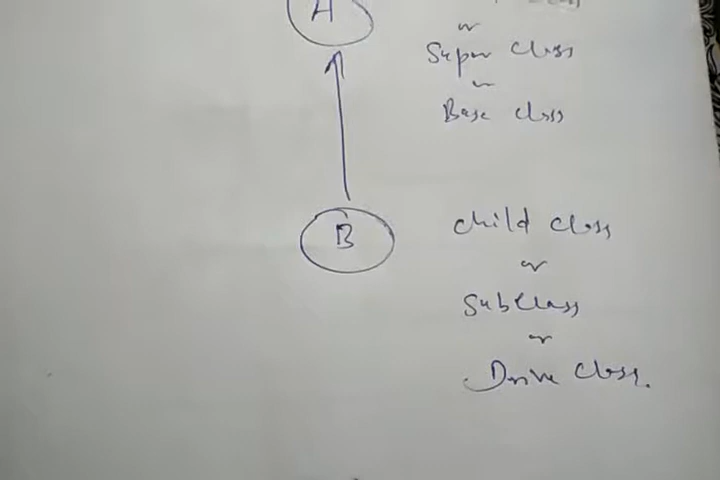 A
or
Super Class
or
Base Class
B
Child Class
or
SubClass
or
Drive Class.